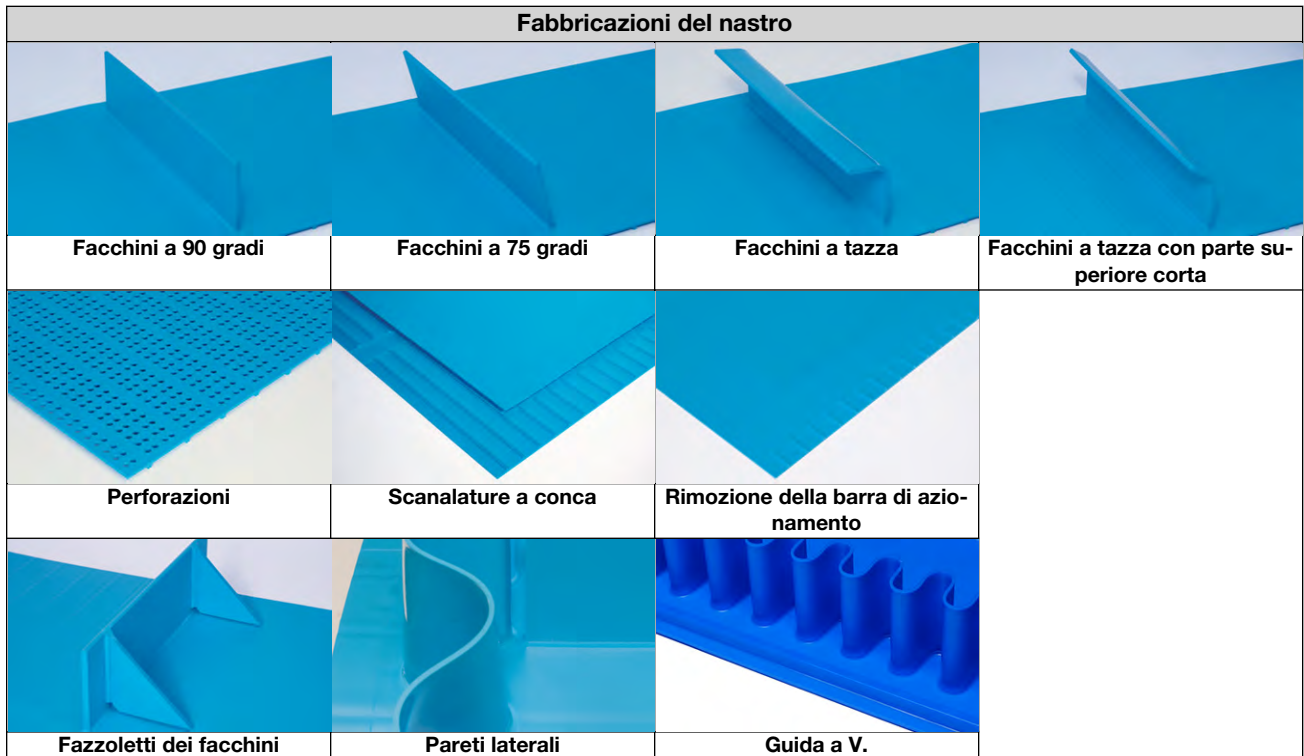 Fabbricazioni del nastro
Facchini a 90 gradi
Facchini a 75 gradi
Facchini a tazza
Facchini a tazza con parte su-
periore corta
Perforazioni
Scanalature a conca
Rimozione della barra di azio-
namento
Fazzoletti dei facchini
Pareti laterali
Guida a V.